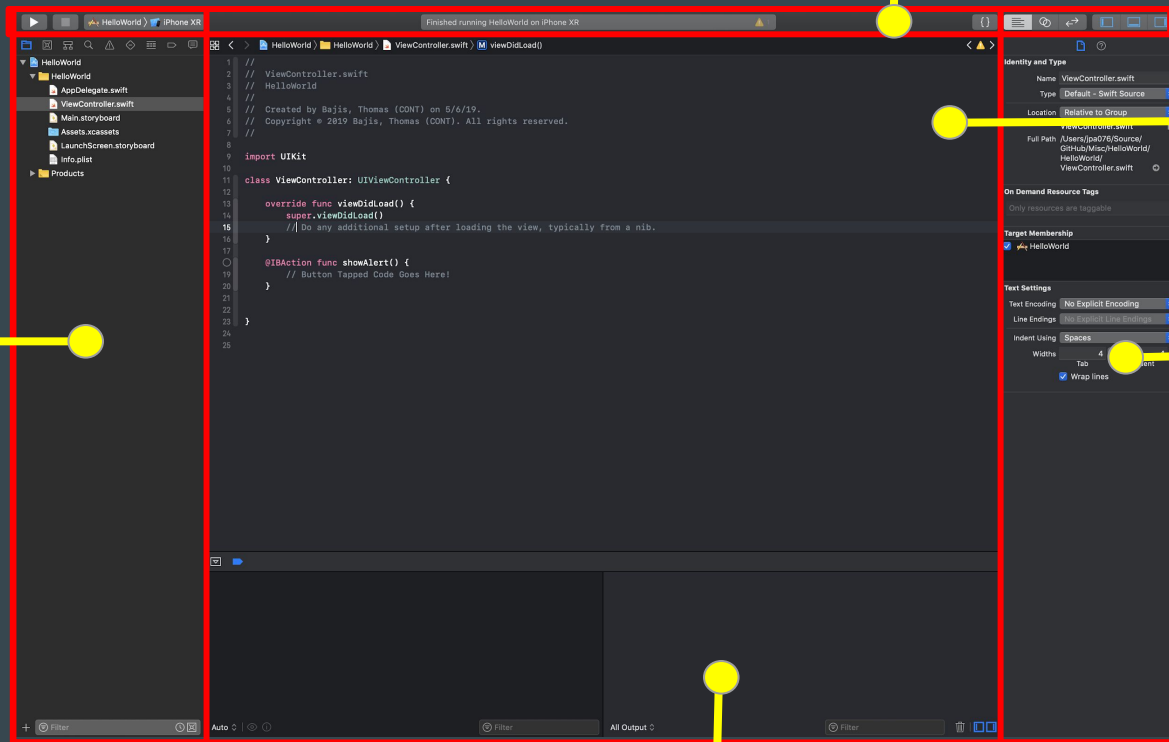 HelloWorld 〉 iPhone XR
Finished running HelloWorld on iPhone XR
{ }
HelloWorld
HelloWorld
AppDelegate.swift
ViewController.swift
Main.storyboard
Assets.xcassets
LaunchScreen.storyboard
Info.plist
Products
Filter
HelloWorld 〉 HelloWorld 〉 ViewController.swift 〉 M viewDidLoad()
1 //
2 //  ViewController.swift
3 //  HelloWorld
4 //
5 //  Created by Bajis, Thomas (CONT) on 5/6/19.
6 //  Copyright © 2019 Bajis, Thomas (CONT). All rights reserved.
7 //
8
9 import UIKit
10
11 class ViewController: UIViewController {
12
13     override func viewDidLoad() {
14         super.viewDidLoad()
15         // Do any additional setup after loading the view, typically from a nib.
16     }
17
@IBAction func showAlert() {
19         // Button Tapped Code Goes Here!
20     }
21
22
23 }
24
25
Auto
Filter
All Output
Filter
Identity and Type
Name ViewController.swift
Type Default - Swift Source
Location Relative to Group
ViewController.swift
Full Path /Users/jpa076/Source/
GitHub/Misc/HelloWorld/
HelloWorld/
ViewController.swift
On Demand Resource Tags
Only resources are taggable
Target Membership
HelloWorld
Text Settings
Text Encoding No Explicit Encoding
Line Endings No Explicit Line Endings
Indent Using Spaces
Widths 4
Tab
Wrap lines